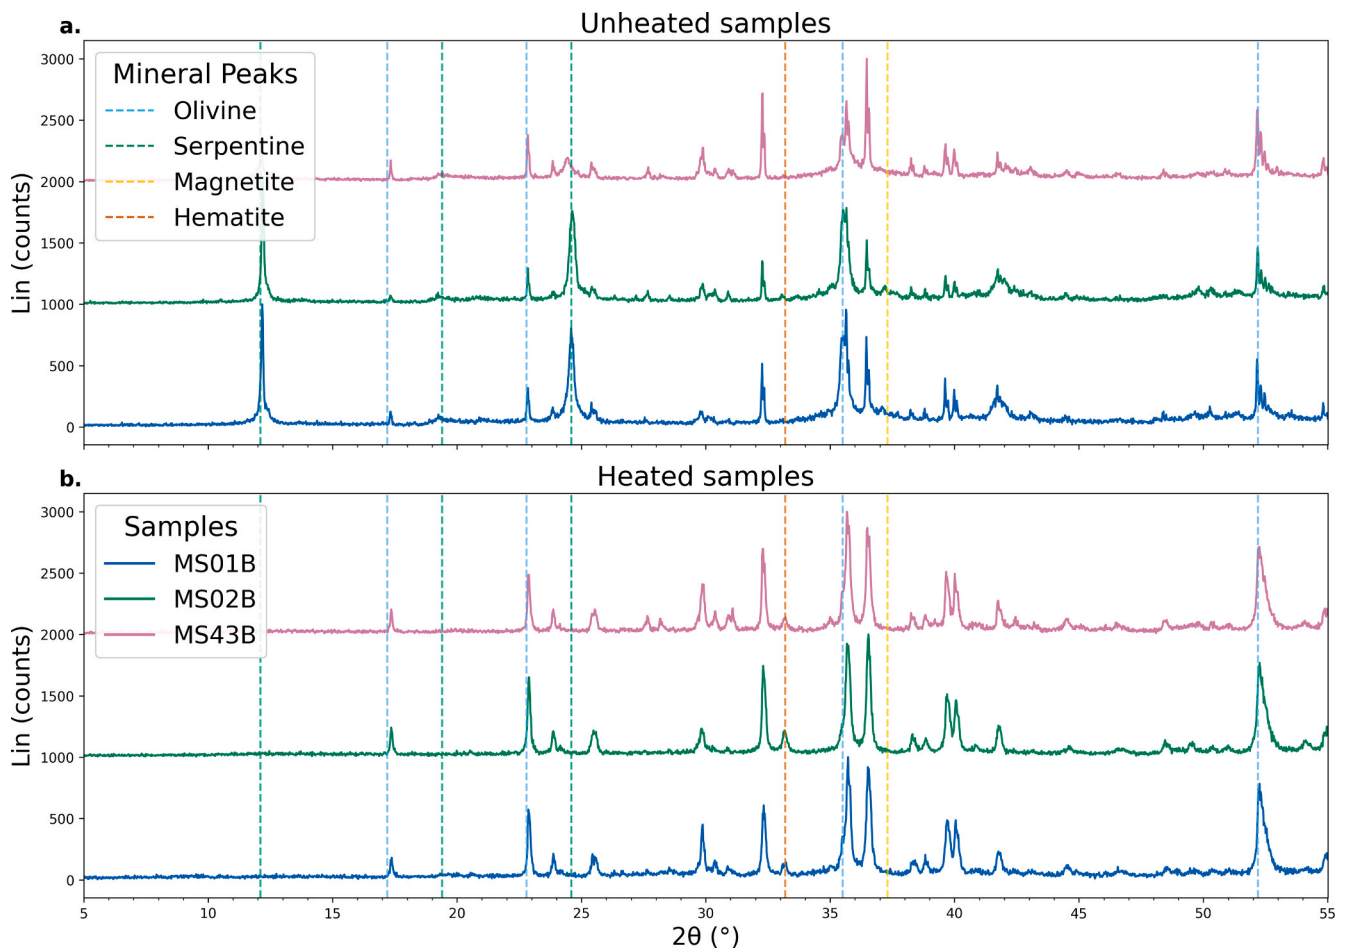 a.
Unheated samples
Mineral Peaks
Olivine
Serpentine
Magnetite
Hematite
Lin (counts)
3000
2500
2000
1500
1000
500
0
b.
Heated samples
Samples
MS01B
MS02B
MS43B
Lin (counts)
3000
2500
2000
1500
1000
500
0
5 10 15 20 25 30 35 40 45 50 55
2θ (°)